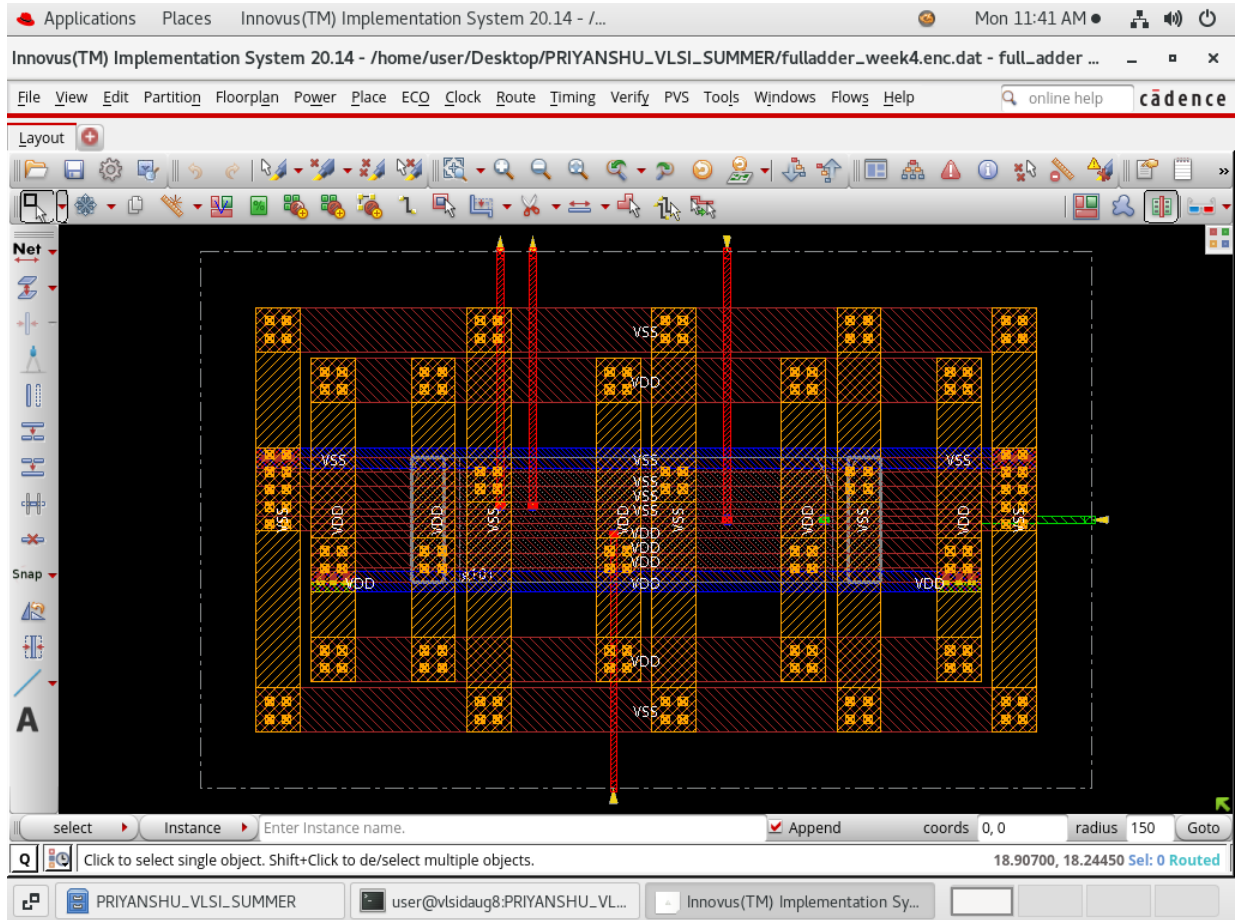 Applications Places Innovus(TM) Implementation System 20.14 - /... Mon 11:41 AM
Innovus(TM) Implementation System 20.14 - /home/user/Desktop/PRIYANSHU_VLSI_SUMMER/fulladder_week4.enc.dat - full_adder ...
File View Edit Partition Floorplan Power Place ECO Clock Route Timing Verify PVS Tools Windows Flows Help online help cādence
Layout
Net
Snap
A
VSS
VDD
VSS VSS VSS
VSS
VSS
VSS VDD VDD VSS VSS VDD VSS VSS VDD VSS
VDD
VDD
VDD
VDD VDD VDD
VDD
VSS
select Instance Enter Instance name. Append coords 0, 0 radius 150 Goto
Q Click to select single object. Shift+Click to de/select multiple objects. 18.90700, 18.24450 Sel: 0 Routed
PRIYANSHU_VLSI_SUMMER user@vlsidaug8:PRIYANSHU_VL... Innovus(TM) Implementation Sy...